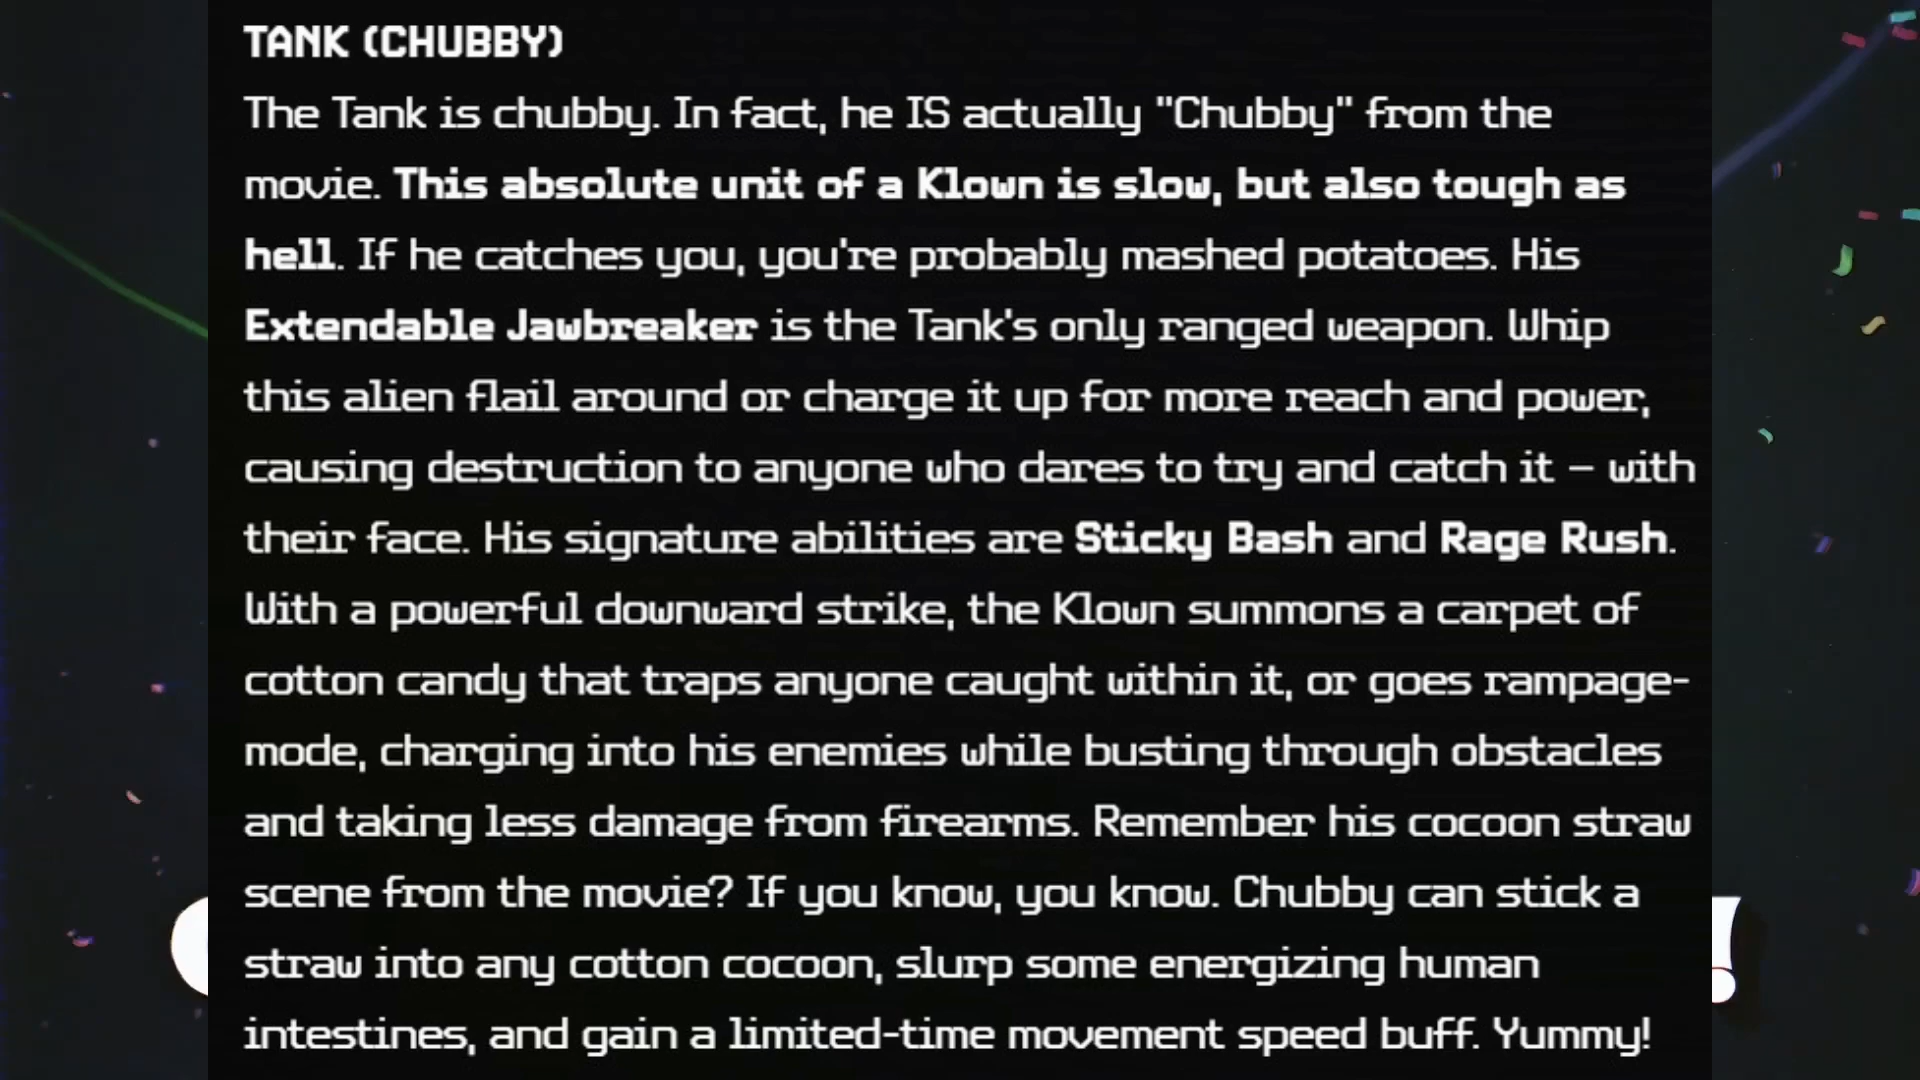 TANK (CHUBBY)
The Tank is chubby. In fact, he IS actually "Chubby" from the
movie. This absolute unit of a Klown is slow, but also tough as
hell. If he catches you, you're probably mashed potatoes. His
Extendable Jawbreaker is the Tank's only ranged weapon. Whip
this alien flail around or charge it up for more reach and power,
causing destruction to anyone who dares to try and catch it – with
their face. His signature abilities are Sticky Bash and Rage Rush.
With a powerful downward strike, the Klown summons a carpet of
cotton candy that traps anyone caught within it, or goes rampage-
mode, charging into his enemies while busting through obstacles
and taking less damage from firearms. Remember his cocoon straw
scene from the movie? If you know, you know. Chubby can stick a
straw into any cotton cocoon, slurp some energizing human
intestines, and gain a limited-time movement speed buff. Yummy!